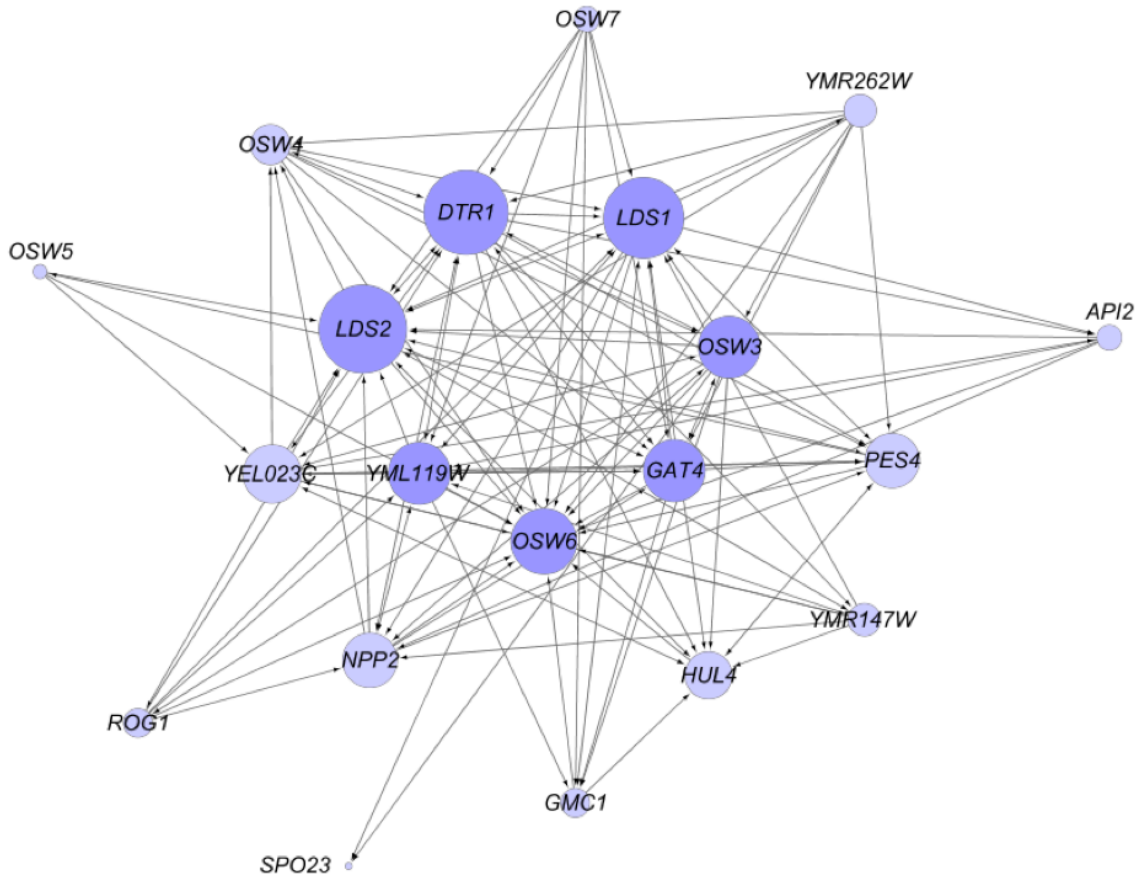 OSW7
YMR262W
OSW4
DTR1
LDS1
OSW5
LDS2
API2
OSW3
YEL023C
YML119W
GAT4
PES4
OSW6
YMR147W
NPP2
HUL4
ROG1
GMC1
SPO23